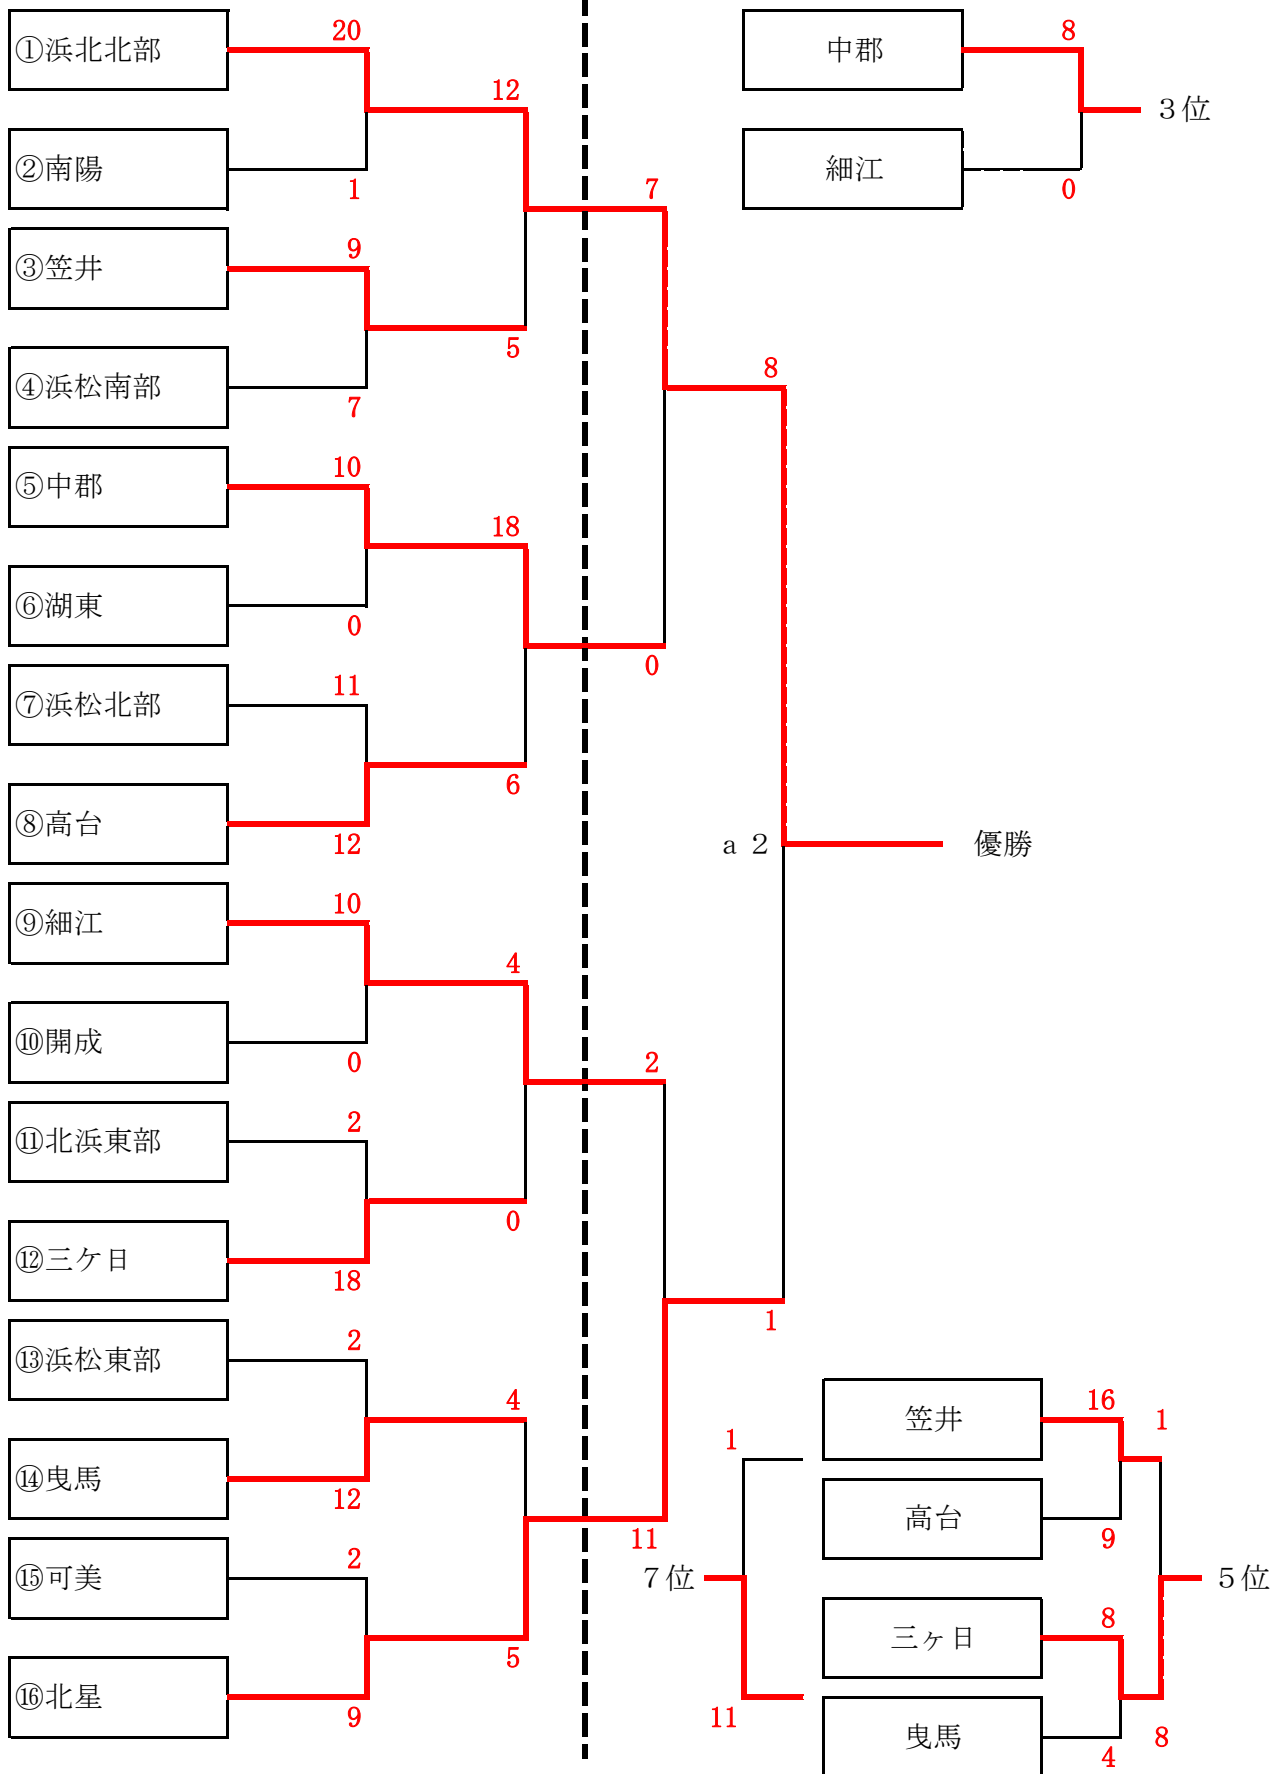 ①浜北北部
20
12
②南陽
1
7
③笠井
9
5
④浜松南部
7
8
⑤中郡
10
18
⑥湖東
0
0
⑦浜松北部
11
6
⑧高台
12
a 2
優勝
⑨細江
10
4
⑩開成
0
2
⑪北浜東部
2
0
⑫三ケ日
18
1
⑬浜松東部
2
4
⑭曳馬
12
11
⑮可美
2
5
⑯北星
9
中郡
8
3位
細江
0
笠井
16
1
1
高台
9
7位
5位
三ヶ日
8
11
曳馬
4
8